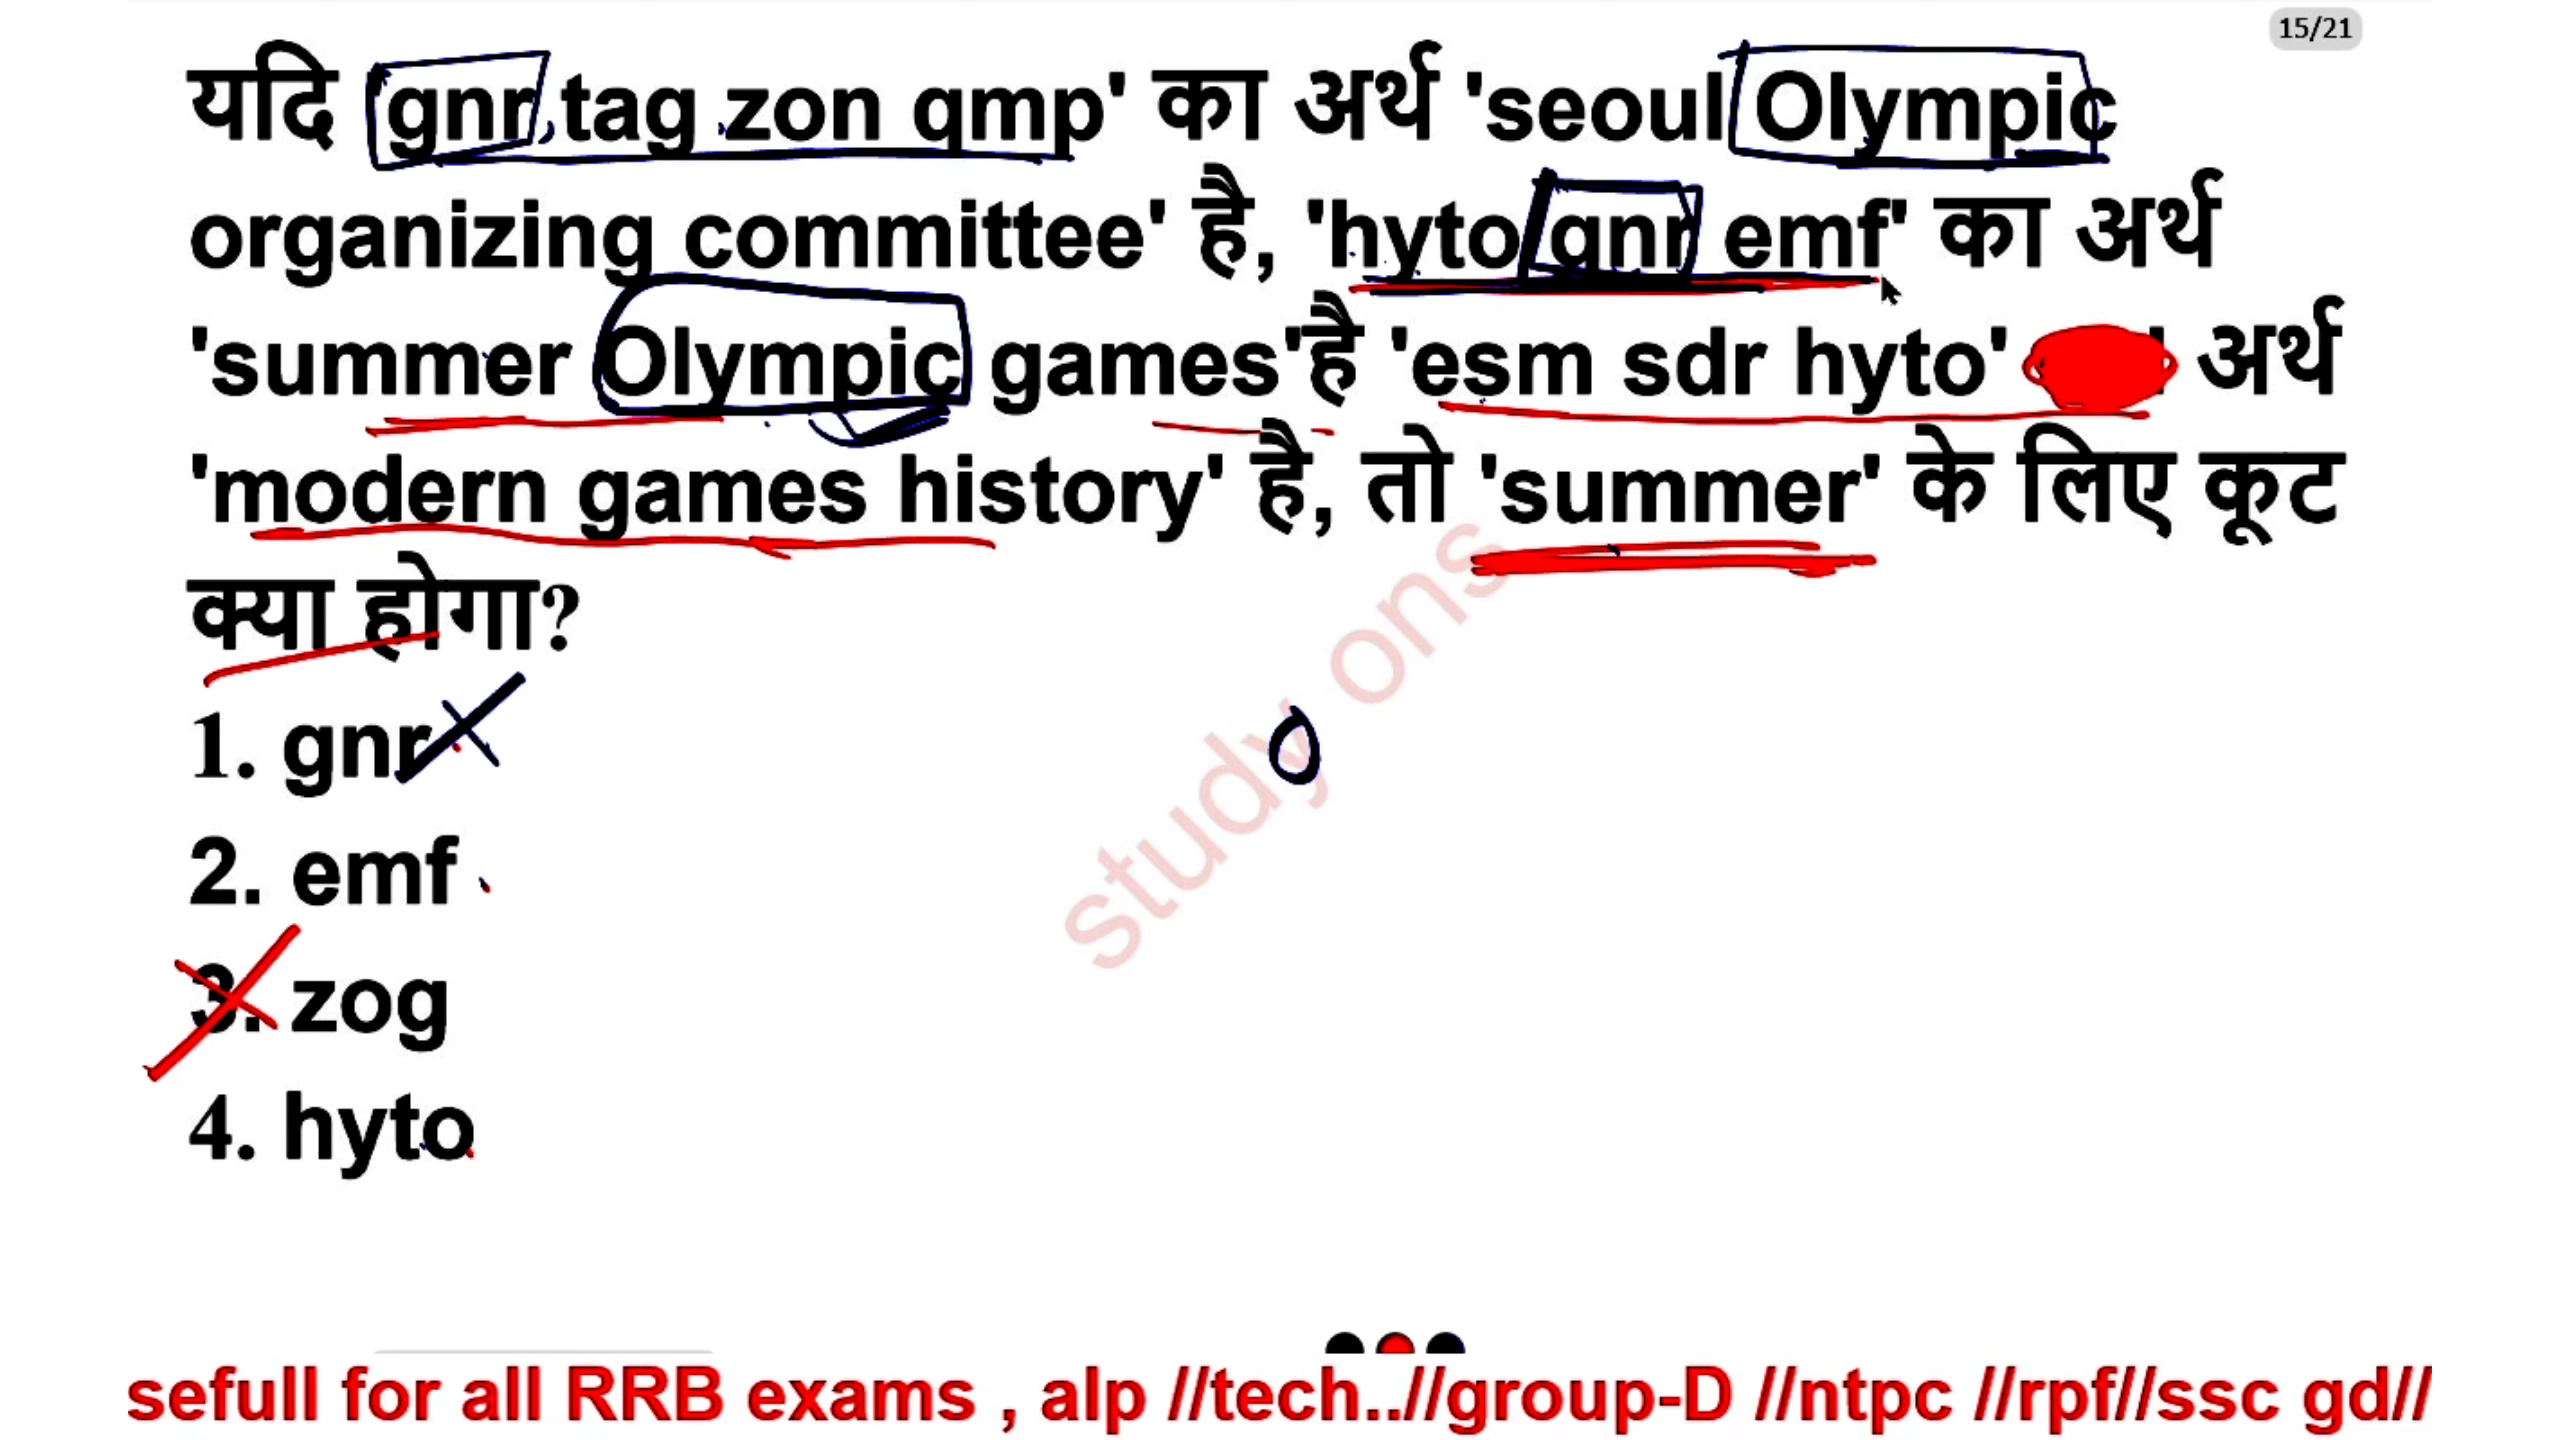 15/21
यदि 'gnr tag zon qmp' का अर्थ 'seoul Olympic
organizing committee' है, 'hyto gnr emf' का अर्थ
'summer Olympic games'है 'esm sdr hyto' अर्थ
'modern games history' है, तो 'summer' के लिए कूट
क्या होगा?
1. gnr
2. emf
3. zog
4. hyto
study ons
sefull for all RRB exams , alp //tech..//group-D //ntpc //rpf//ssc gd//